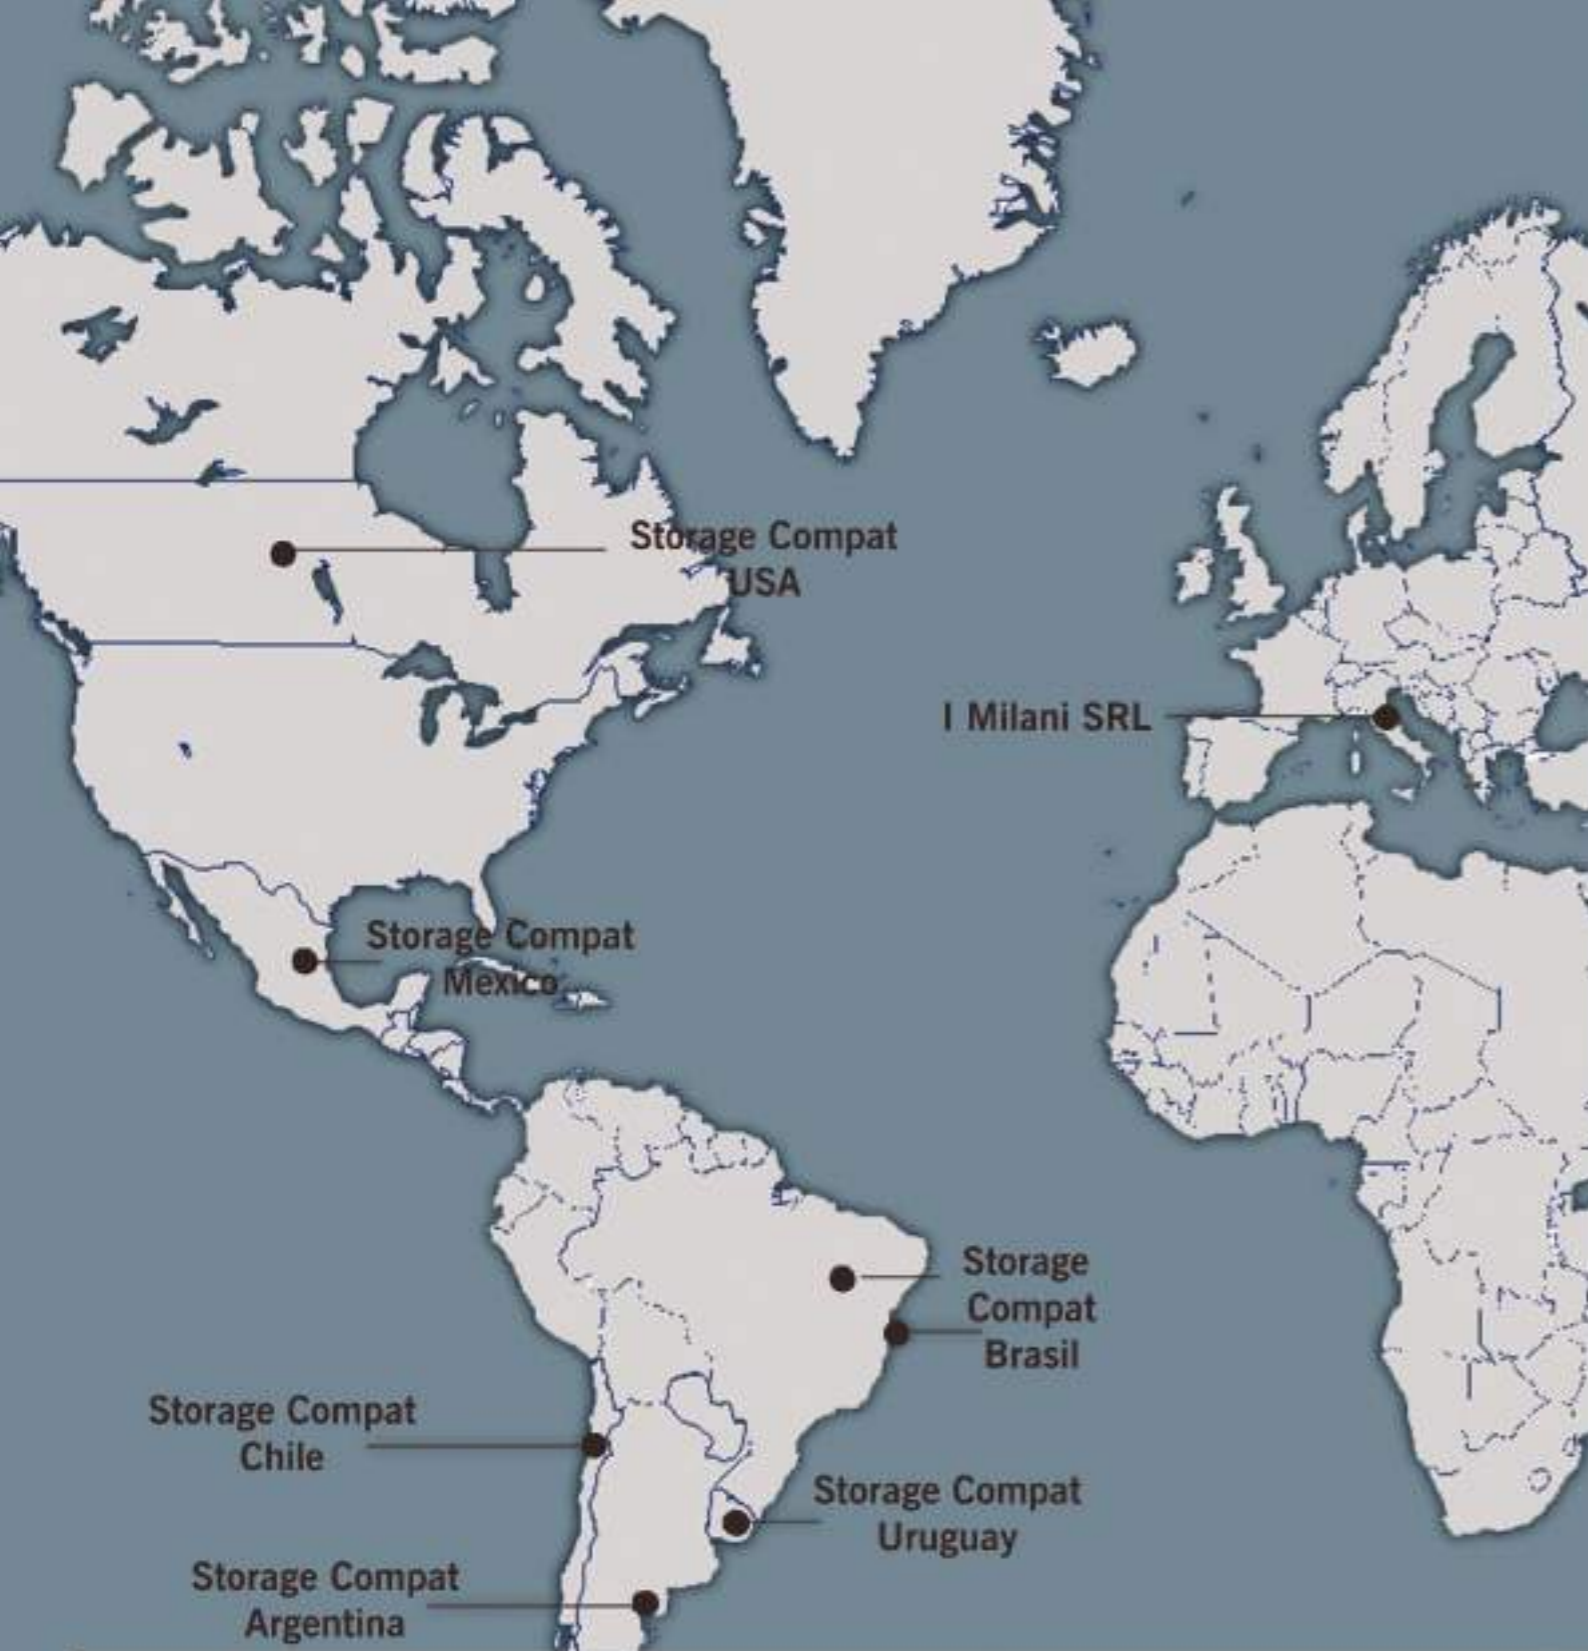 Storage Compat
USA
I Milani SRL
Storage Compat
Mexico
Storage
Compat
Brasil
Storage Compat
Chile
Storage Compat
Uruguay
Storage Compat
Argentina